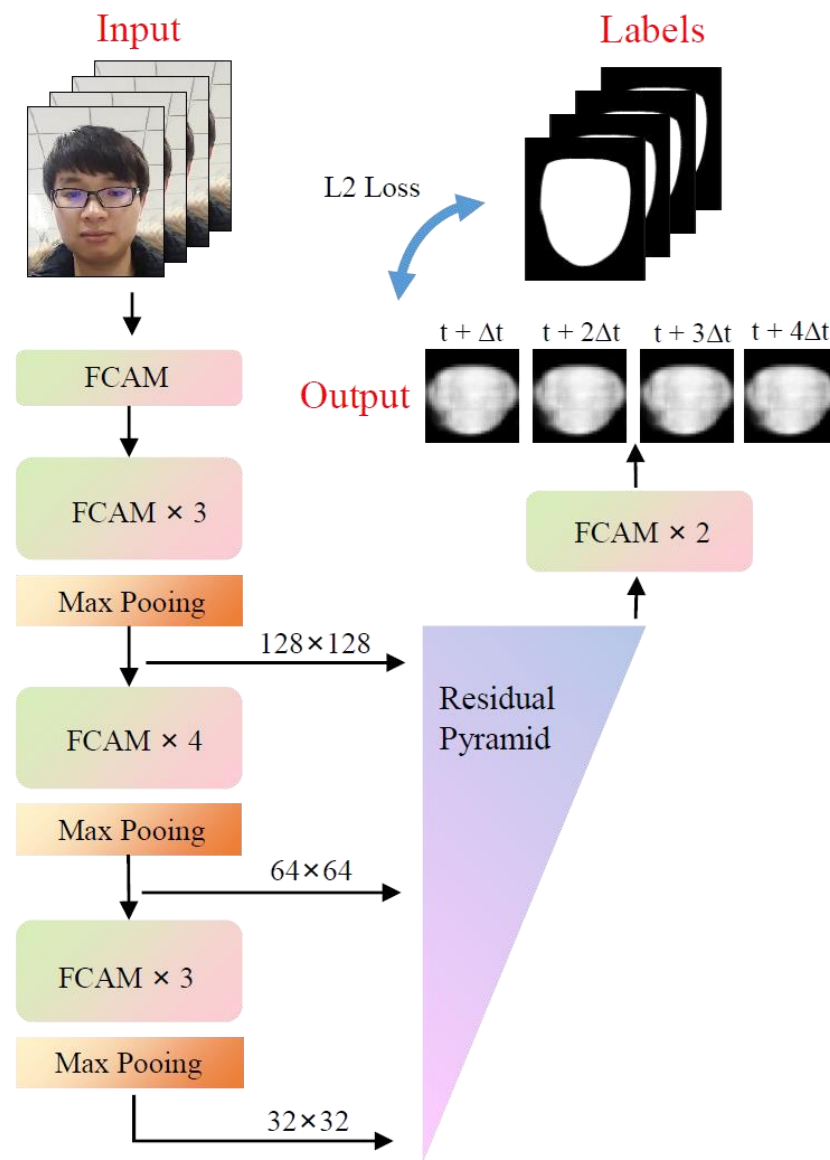 Input
Labels
L2 Loss
t + Δt
t + 2Δt
t + 3Δt
t + 4Δt
Output
FCAM
FCAM × 3
FCAM × 2
Max Pooing
128×128
Residual
Pyramid
FCAM × 4
Max Pooing
64×64
FCAM × 3
Max Pooing
32×32